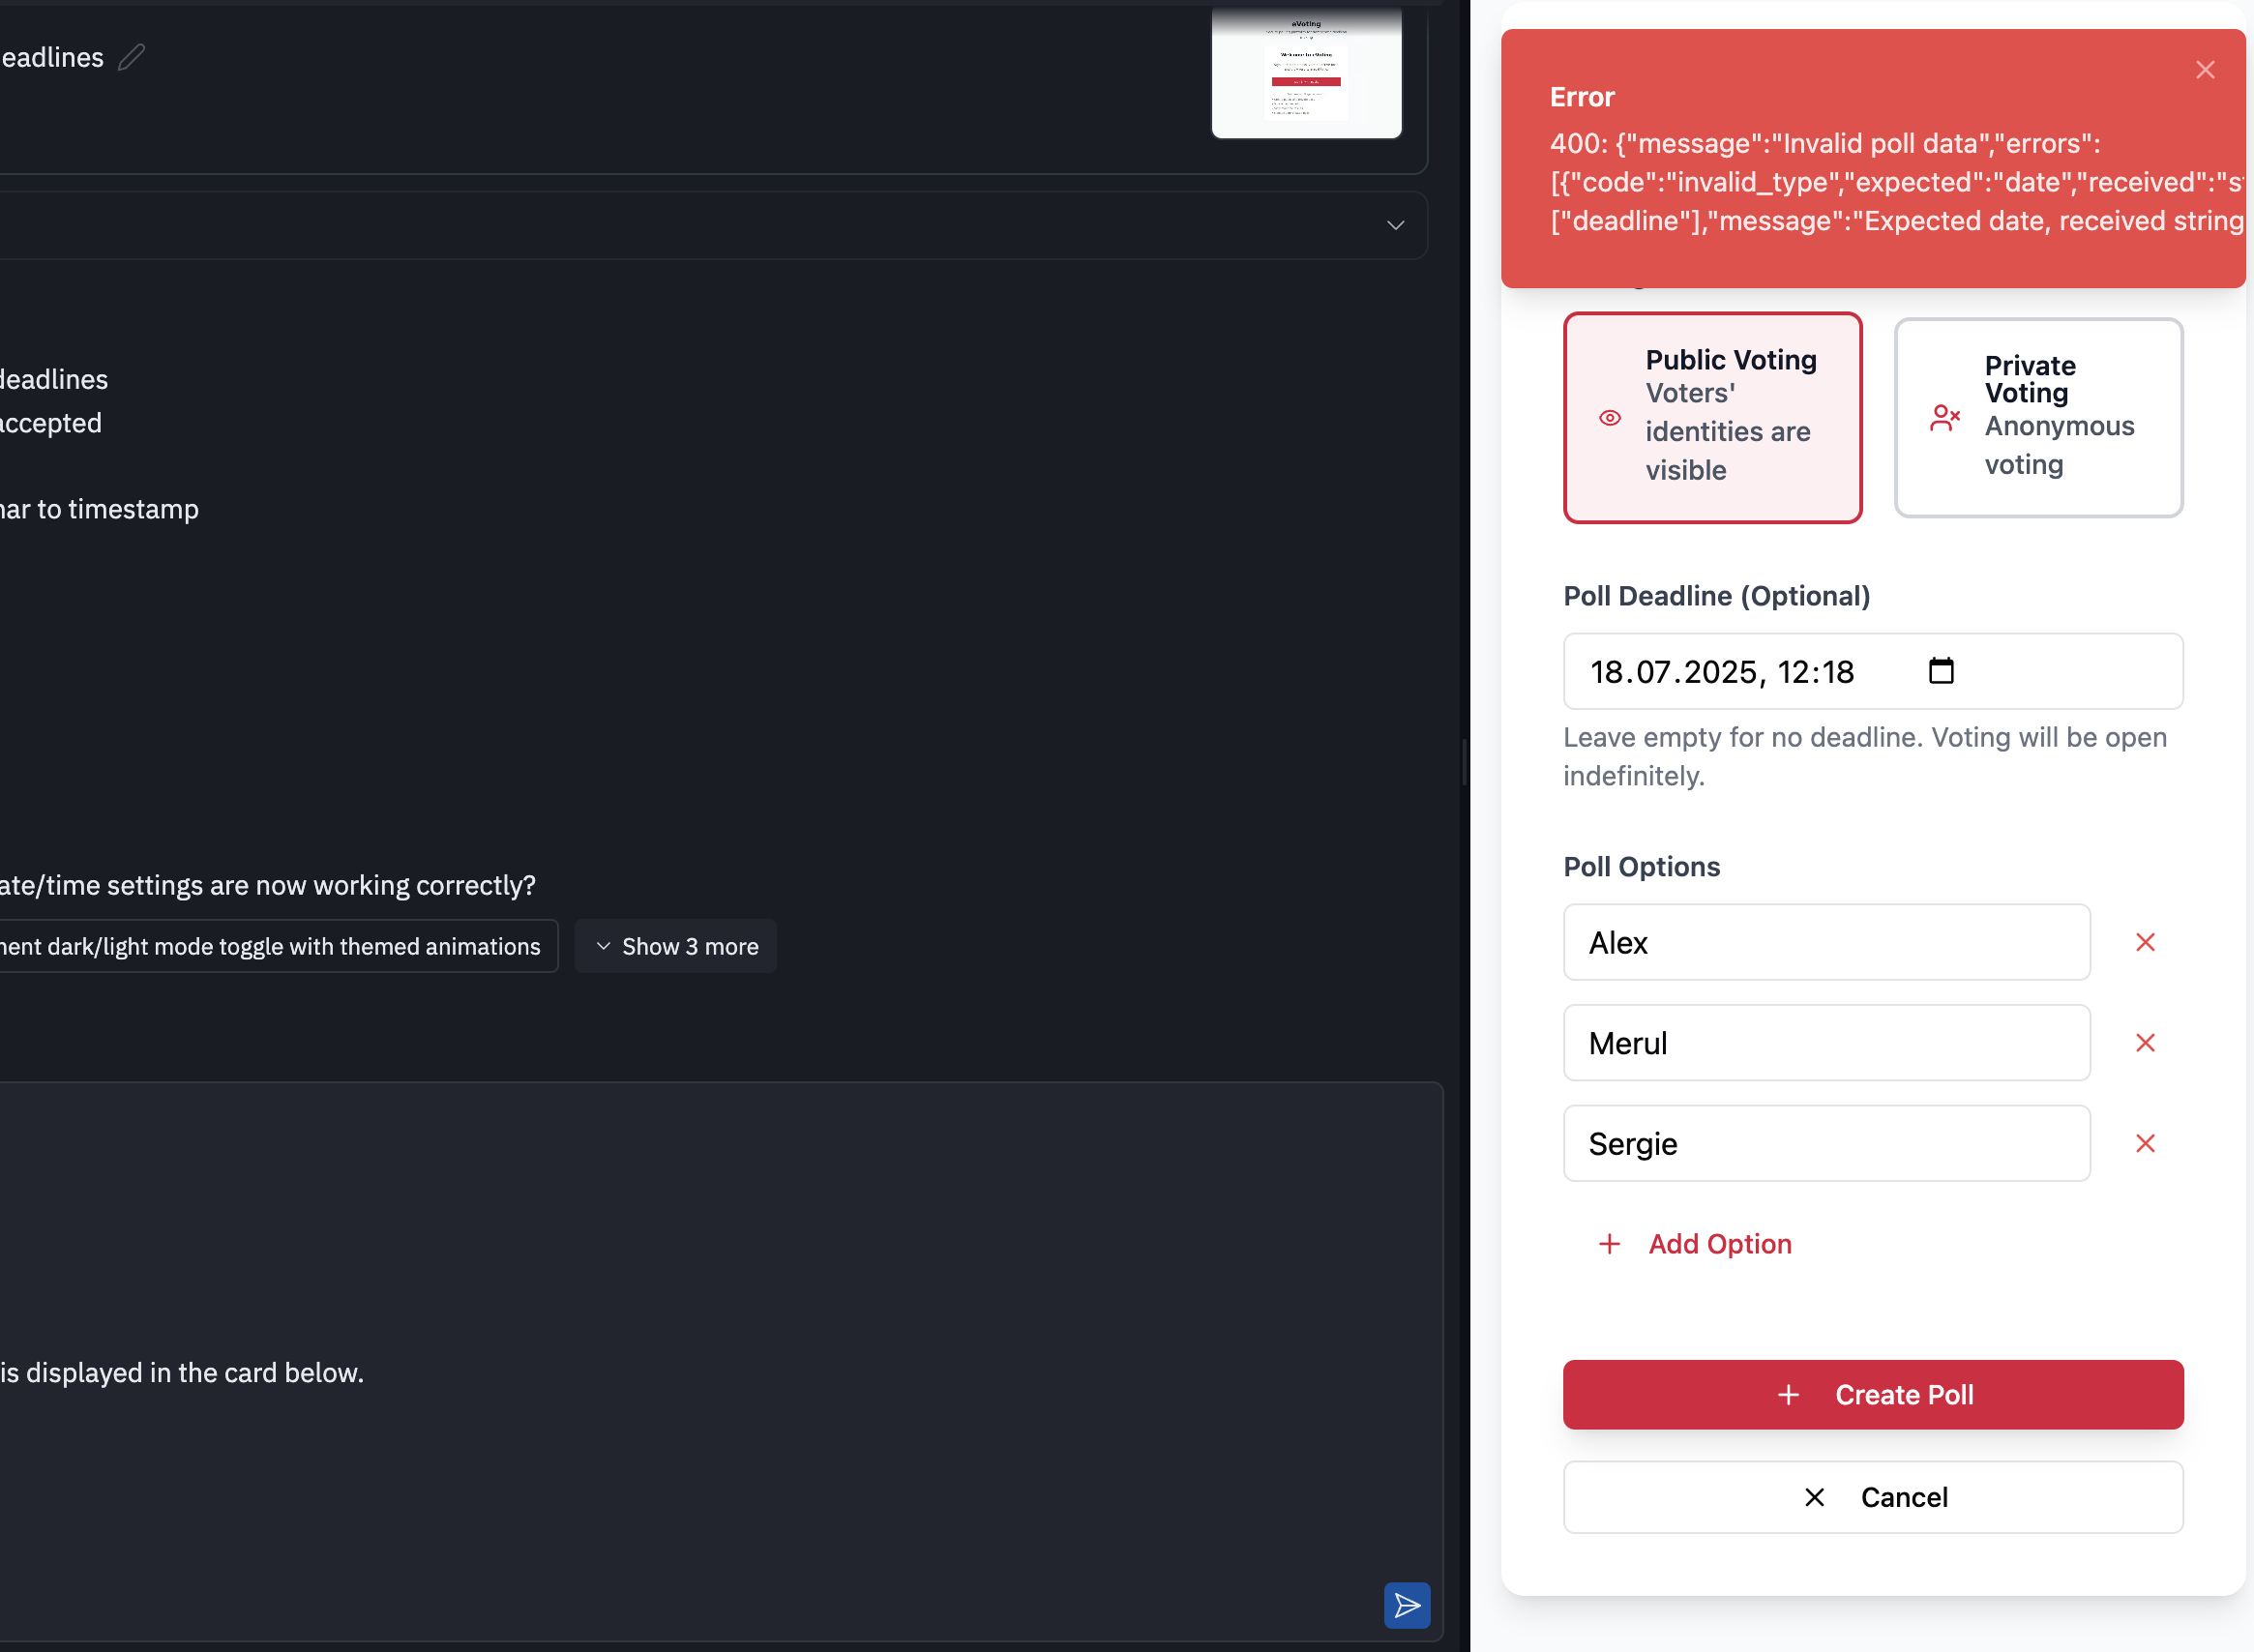 eadlines
eVoting
Welcome to eVoting
deadlines
accepted
nar to timestamp
ate/time settings are now working correctly?
nent dark/light mode toggle with themed animations
Show 3 more
is displayed in the card below.
Error
400: {"message":"Invalid poll data","errors":
[{"code":"invalid_type","expected":"date","received":"s
["deadline"],"message":"Expected date, received string
Public Voting
Voters'
identities are
visible
Private
Voting
Anonymous
voting
Poll Deadline (Optional)
18.07.2025, 12:18
Leave empty for no deadline. Voting will be open
indefinitely.
Poll Options
Alex
Merul
Sergie
Add Option
Create Poll
Cancel